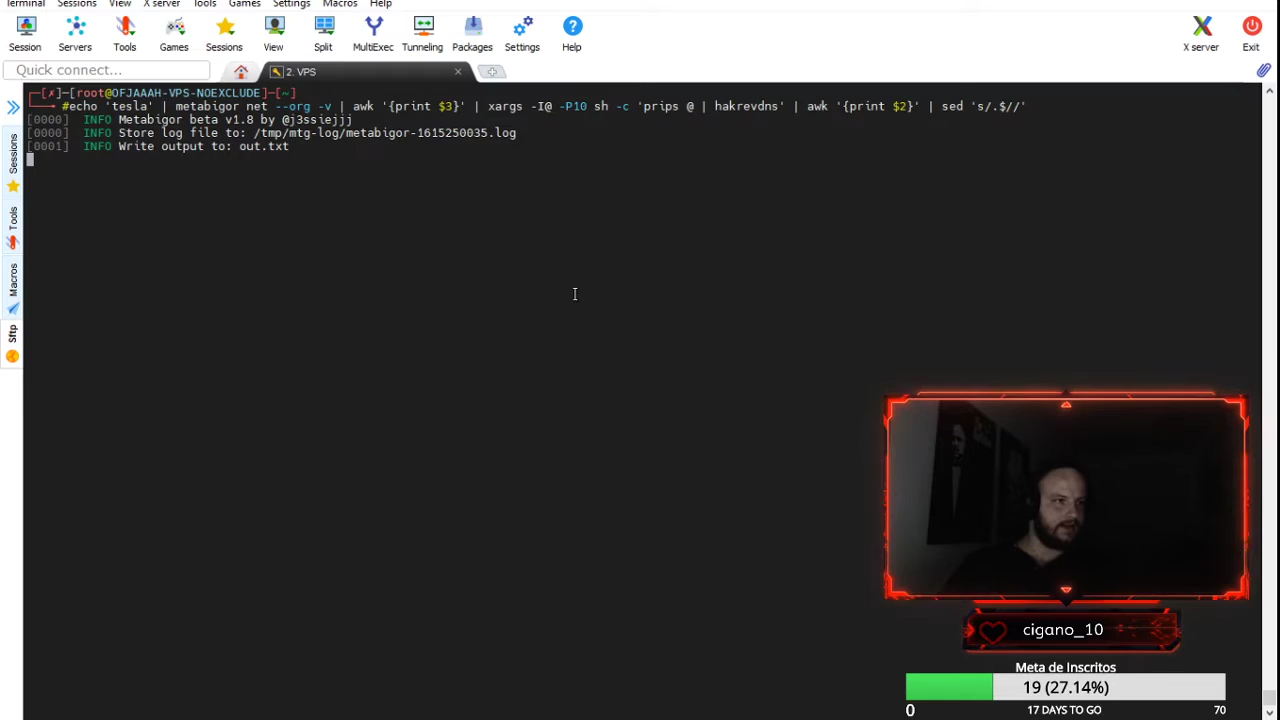 Terminal Sessions View X server Tools Games Settings Macros Help
Session Servers Tools Games Sessions View Split MultiExec Tunneling Packages Settings Help X server Exit
Quick connect... 2. VPS
┌─[✗]─[root@OFJAAAH-VPS-NOEXCLUDE]─[~]
└──╼ #echo 'tesla' | metabigor net --org -v | awk '{print $3}' | xargs -I@ -P10 sh -c 'prips @ | hakrevdns' | awk '{print $2}' | sed 's/.$//'
[0000] INFO Metabigor beta v1.8 by @j3ssiejjj
[0000] INFO Store log file to: /tmp/mtg-log/metabigor-1615250035.log
[0001] INFO Write output to: out.txt
Sessions
Tools
Macros
Sftp
cigano_10
Meta de Inscritos
19 (27.14%)
0 17 DAYS TO GO 70